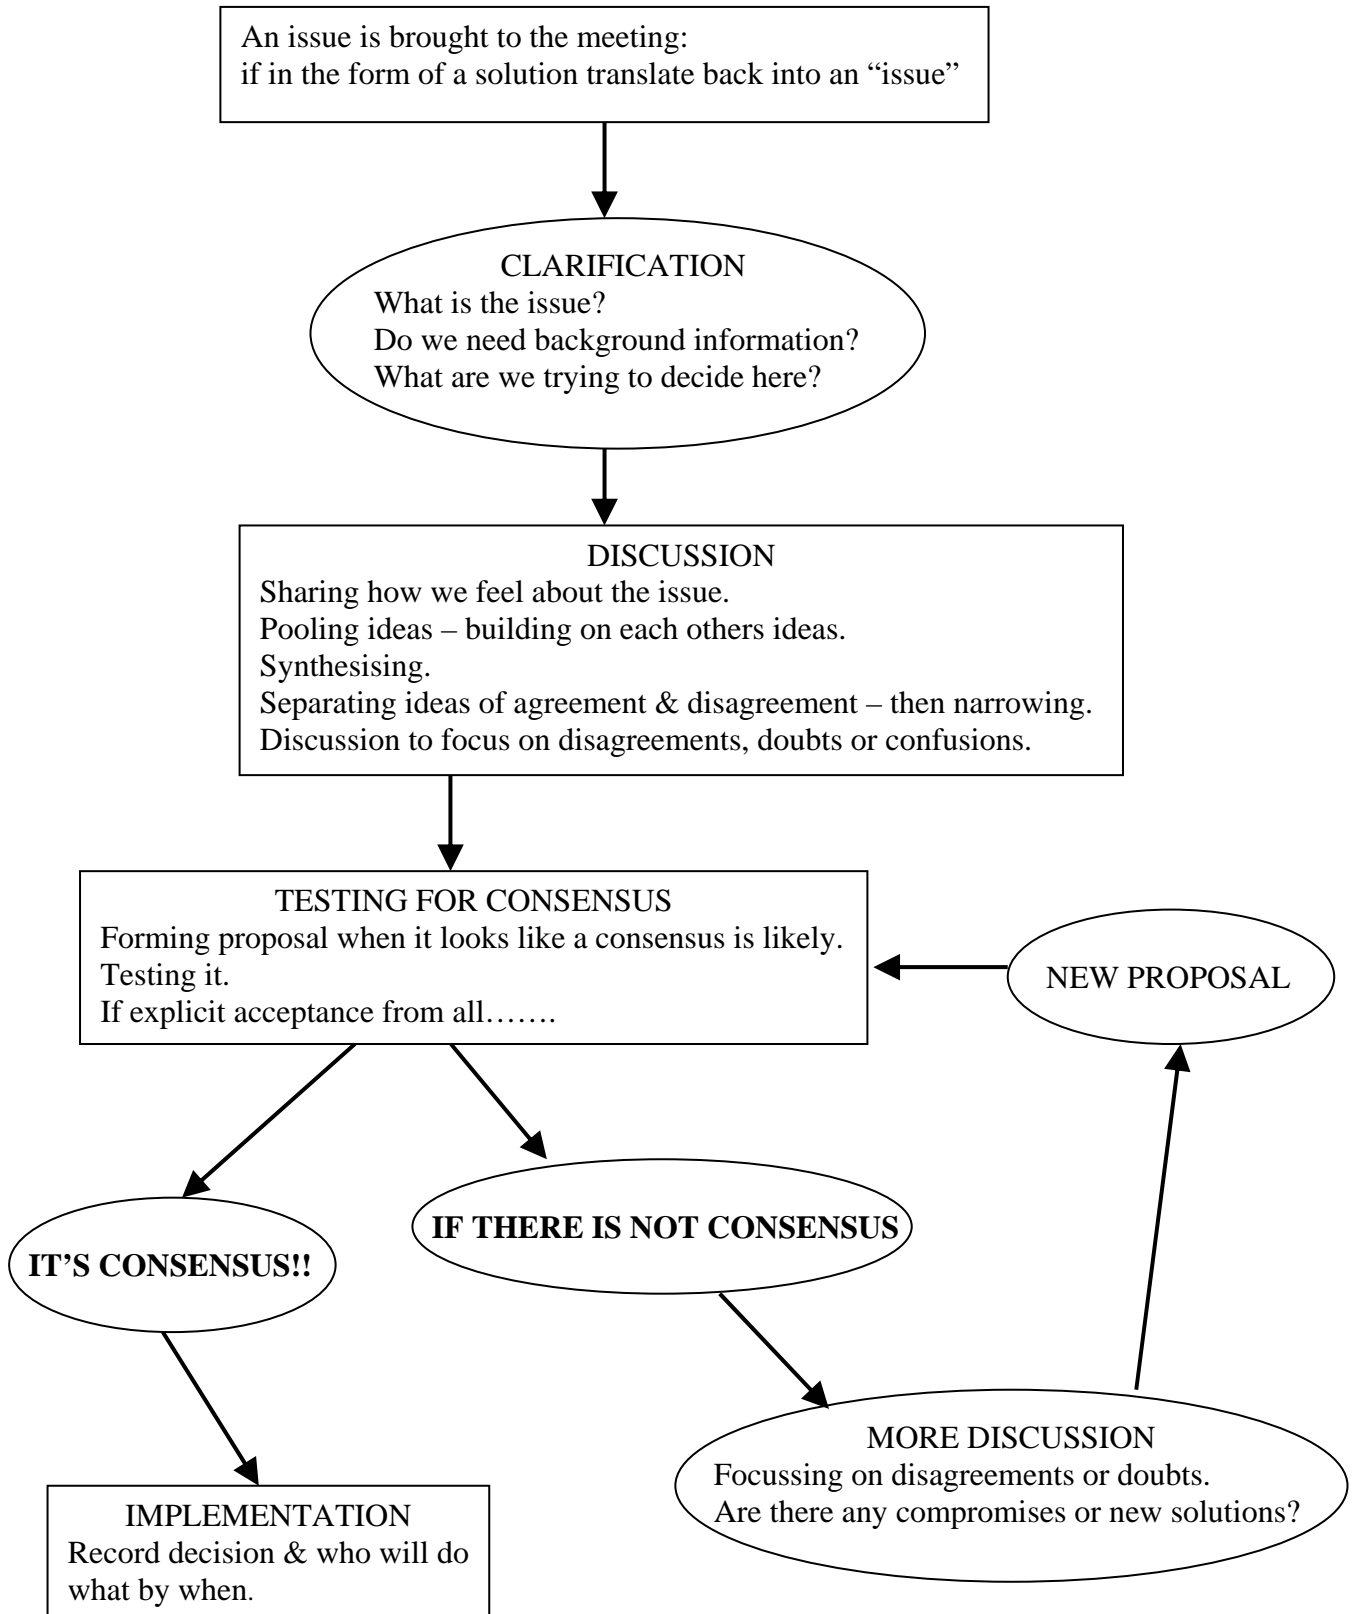 An issue is brought to the meeting:
if in the form of a solution translate back into an “issue”
CLARIFICATION
What is the issue?
Do we need background information?
What are we trying to decide here?
DISCUSSION
Sharing how we feel about the issue.
Pooling ideas – building on each others ideas.
Synthesising.
Separating ideas of agreement & disagreement – then narrowing.
Discussion to focus on disagreements, doubts or confusions.
TESTING FOR CONSENSUS
Forming proposal when it looks like a consensus is likely.
Testing it.
If explicit acceptance from all…….
NEW PROPOSAL
IT’S CONSENSUS!!
IF THERE IS NOT CONSENSUS
MORE DISCUSSION
Focussing on disagreements or doubts.
Are there any compromises or new solutions?
IMPLEMENTATION
Record decision & who will do
what by when.